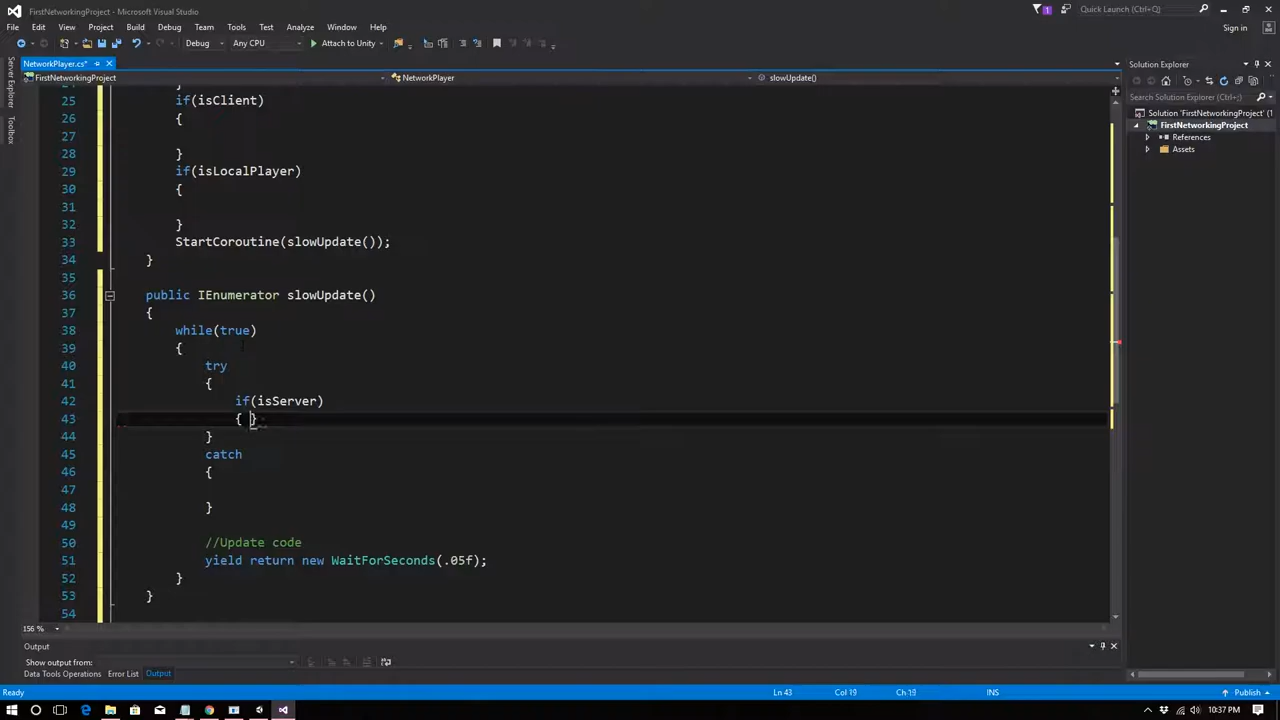 FirstNetworkingProject - Microsoft Visual Studio
1
Quick Launch (Ctrl+Q)
File Edit View Project Build Debug Team Tools Test Analyze Window Help
Sign in
Debug Any CPU Attach to Unity
Server Explorer
Toolbox
NetworkPlayer.cs*
FirstNetworkingProject NetworkPlayer slowUpdate()
25 if(isClient)
26 {
27
28 }
29 if(isLocalPlayer)
30 {
31
32 }
33 StartCoroutine(slowUpdate());
34 }
35
36 public IEnumerator slowUpdate()
37 {
38 while(true)
39 {
40 try
41 {
42 if(isServer)
43 { }
44 }
45 catch
46 {
47
48 }
49
50 //Update code
51 yield return new WaitForSeconds(.05f);
52 }
53 }
54
156 %
Solution Explorer
Search Solution Explorer (Ctrl+;)
Solution 'FirstNetworkingProject' (1
FirstNetworkingProject
References
Assets
Output
Show output from:
Data Tools Operations Error List Output
Ready Ln 43 Col 19 Ch 19 INS Publish
10:37 PM